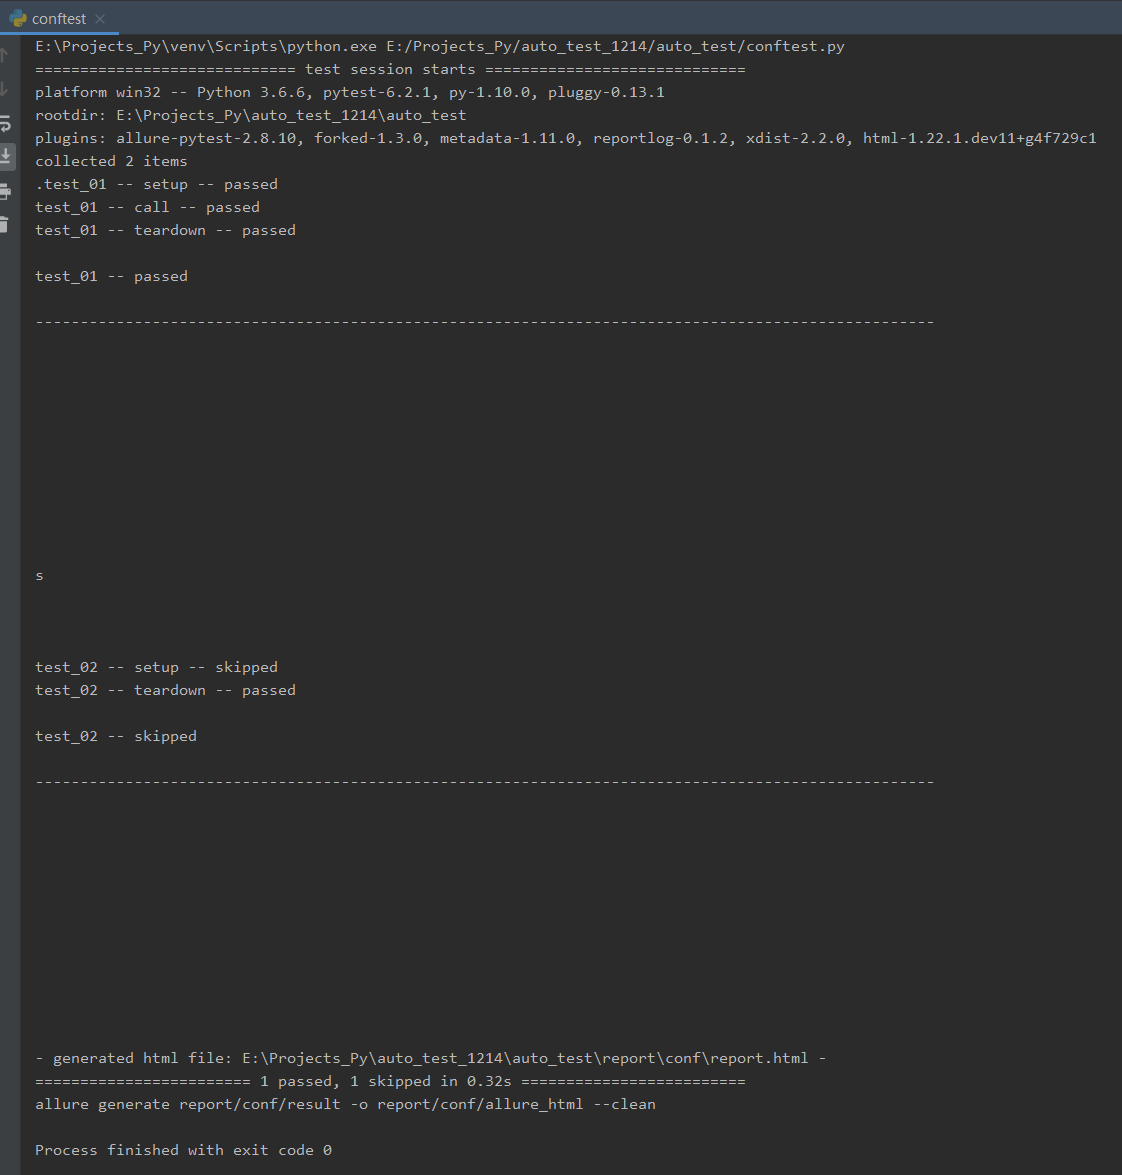 conftest
E:\Projects_Py\venv\Scripts\python.exe E:/Projects_Py/auto_test_1214/auto_test/conftest.py
============================= test session starts =============================
platform win32 -- Python 3.6.6, pytest-6.2.1, py-1.10.0, pluggy-0.13.1
rootdir: E:\Projects_Py\auto_test_1214\auto_test
plugins: allure-pytest-2.8.10, forked-1.3.0, metadata-1.11.0, reportlog-0.1.2, xdist-2.2.0, html-1.22.1.dev11+g4f729c1
collected 2 items
.test_01 -- setup -- passed
test_01 -- call -- passed
test_01 -- teardown -- passed
test_01 -- passed
----------------------------------------------------------------------------------------------------
s
test_02 -- setup -- skipped
test_02 -- teardown -- passed
test_02 -- skipped
----------------------------------------------------------------------------------------------------
- generated html file: E:\Projects_Py\auto_test_1214\auto_test\report\conf\report.html -
======================== 1 passed, 1 skipped in 0.32s =========================
allure generate report/conf/result -o report/conf/allure_html --clean
Process finished with exit code 0